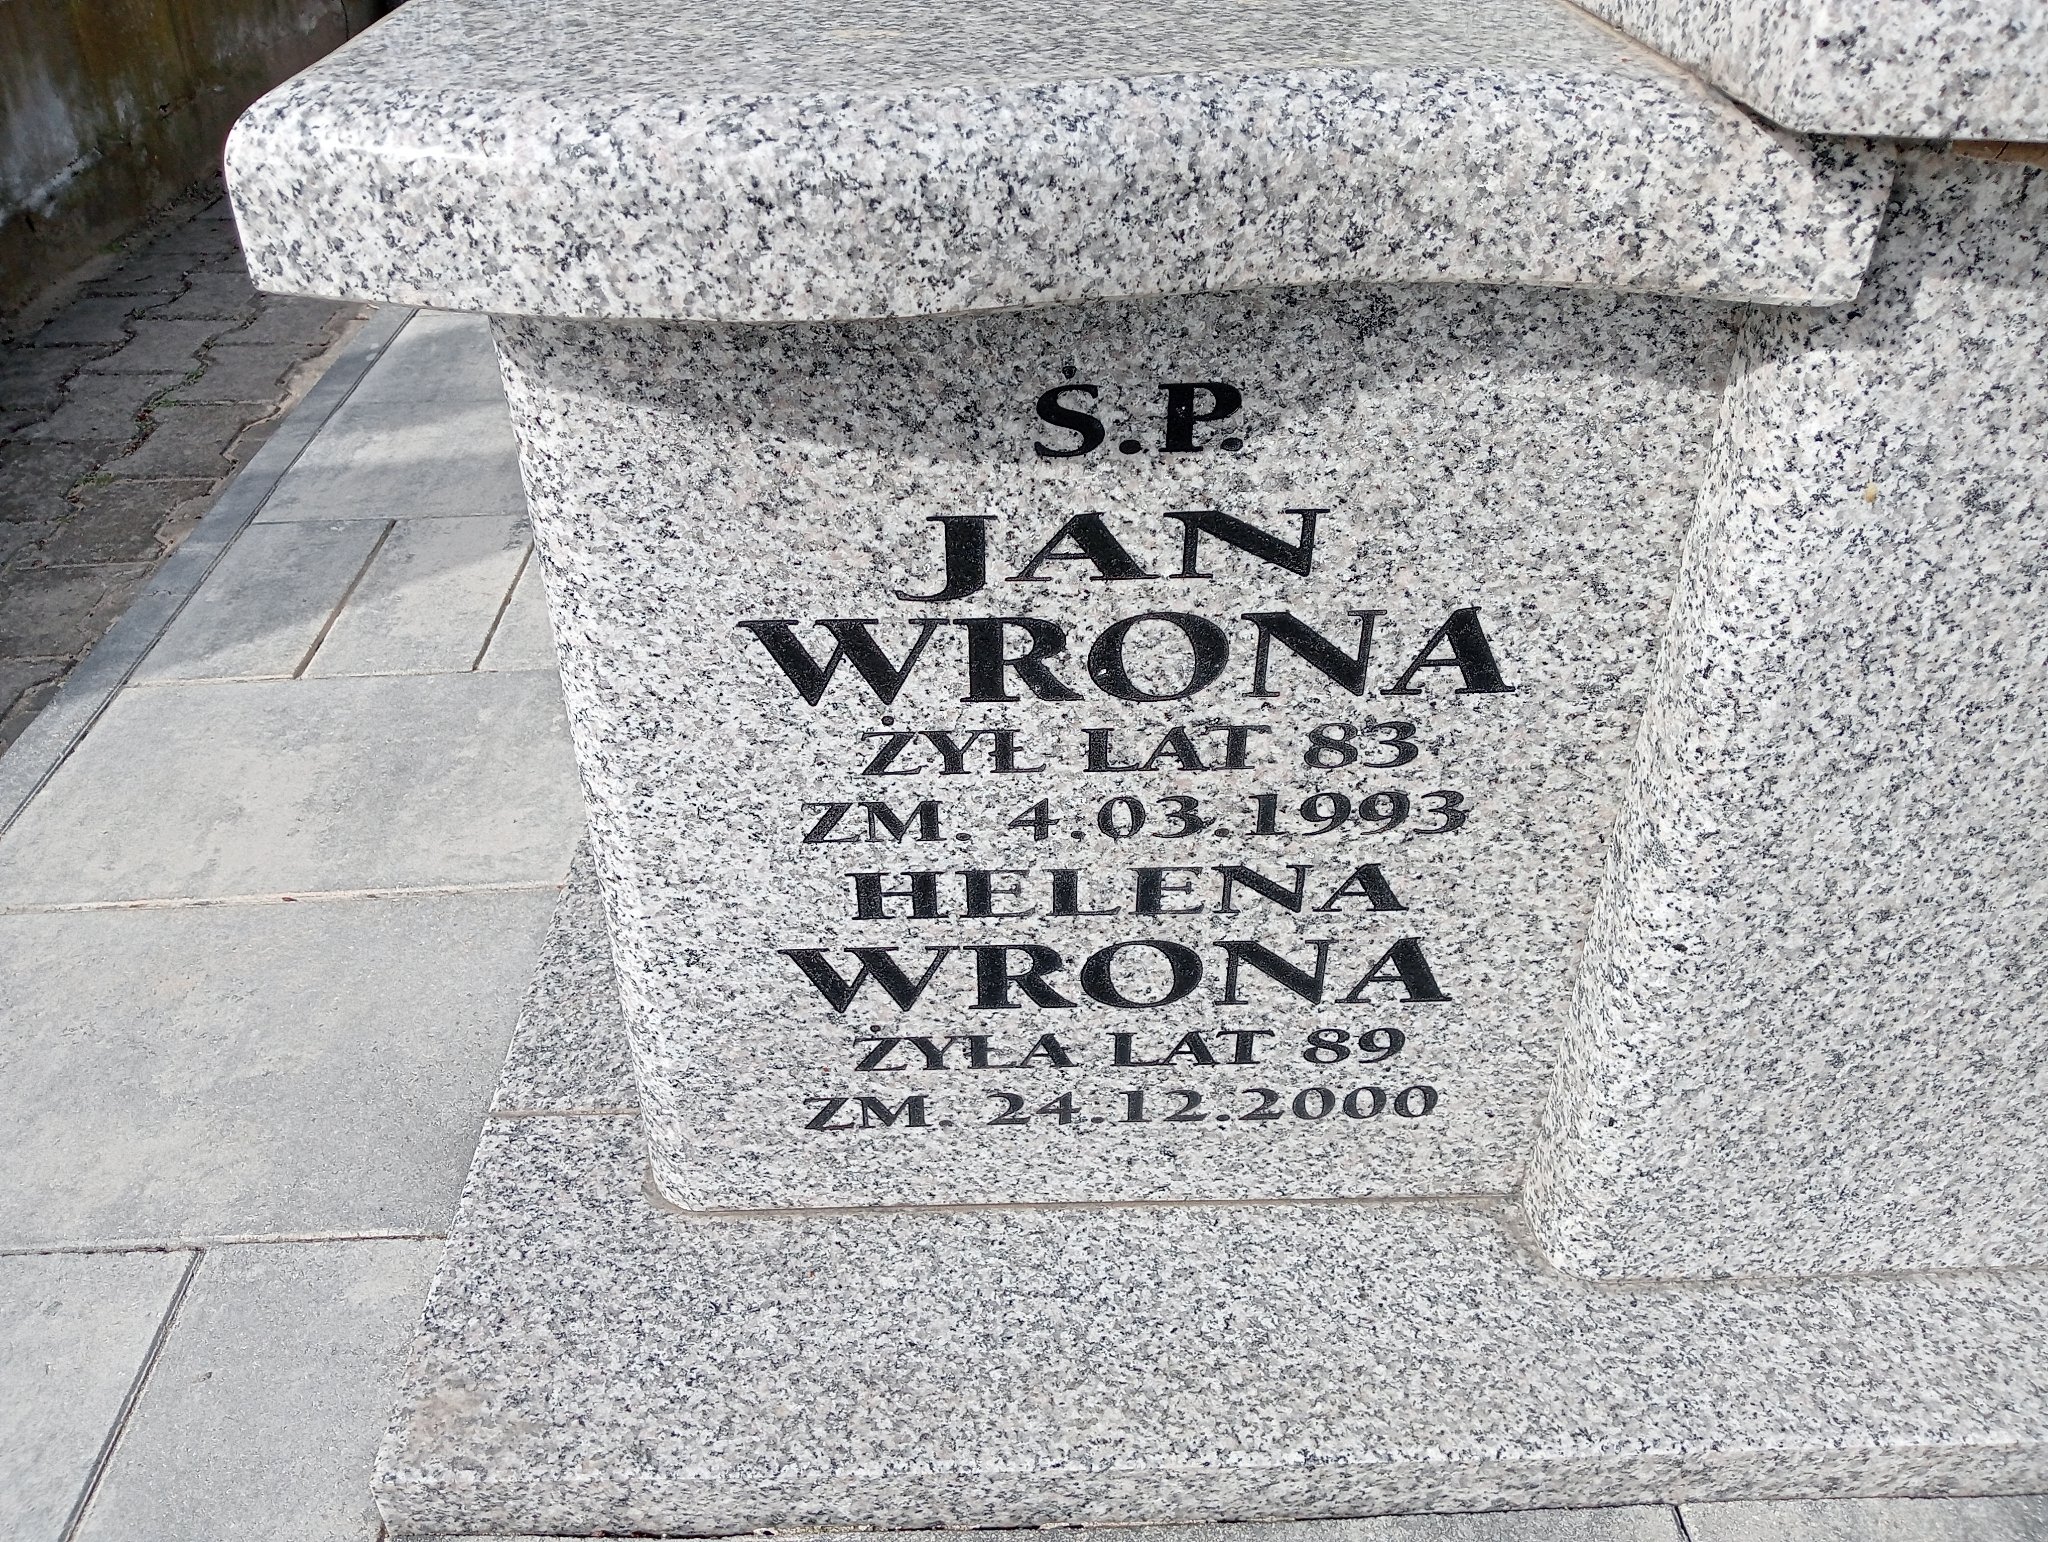 Ś.P.
JAN
WRONA
ŻYŁ LAT 83
ZM. 4.03.1993
HELENA
WRONA
ŻYŁA LAT 89
ZM. 24.12.2000